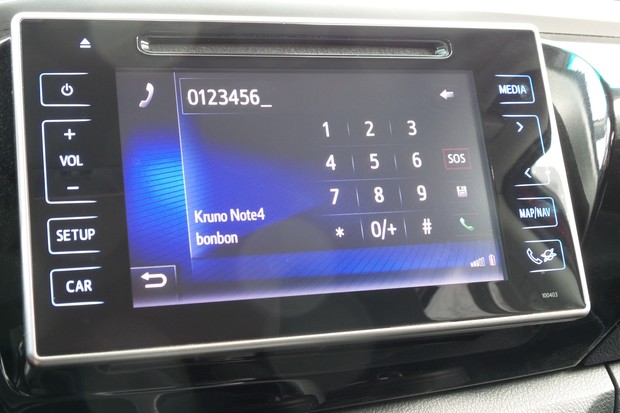 0123456_
MEDIA
+
VOL
-
1 2 3
4 5 6 SOS
7 8 9
* 0/+ #
Kruno Note4
bonbon
SETUP
CAR
MAP/NAV
100403